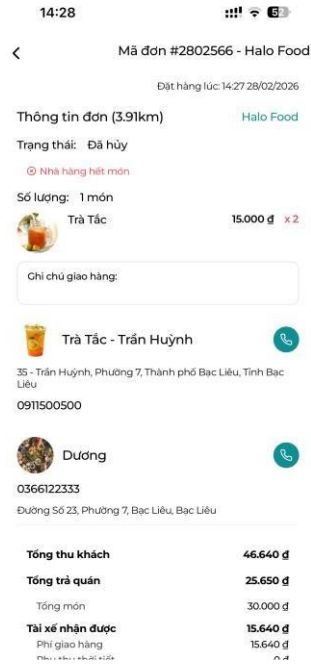 14:28
52
Mã đơn #2802566 - Halo Food
Đặt hàng lúc: 14:27 28/02/2026
Thông tin đơn (3.91km) Halo Food
Trạng thái: Đã hủy
Nhà hàng hết món
Số lượng: 1 món
Trà Tắc 15.000 ₫ x 2
Ghi chú giao hàng:
Trà Tắc - Trần Huỳnh
35 - Trần Huỳnh, Phường 7, Thành phố Bạc Liêu, Tỉnh Bạc
Liêu
0911500500
Dương
0366122333
Đường Số 23, Phường 7, Bạc Liêu, Bạc Liêu
Tổng thu khách 46.640 ₫
Tổng trả quán 25.650 ₫
Tổng món 30.000 ₫
Tài xế nhận được 15.640 ₫
Phí giao hàng 15.640 ₫
Phụ thu thời tiết 0 ₫